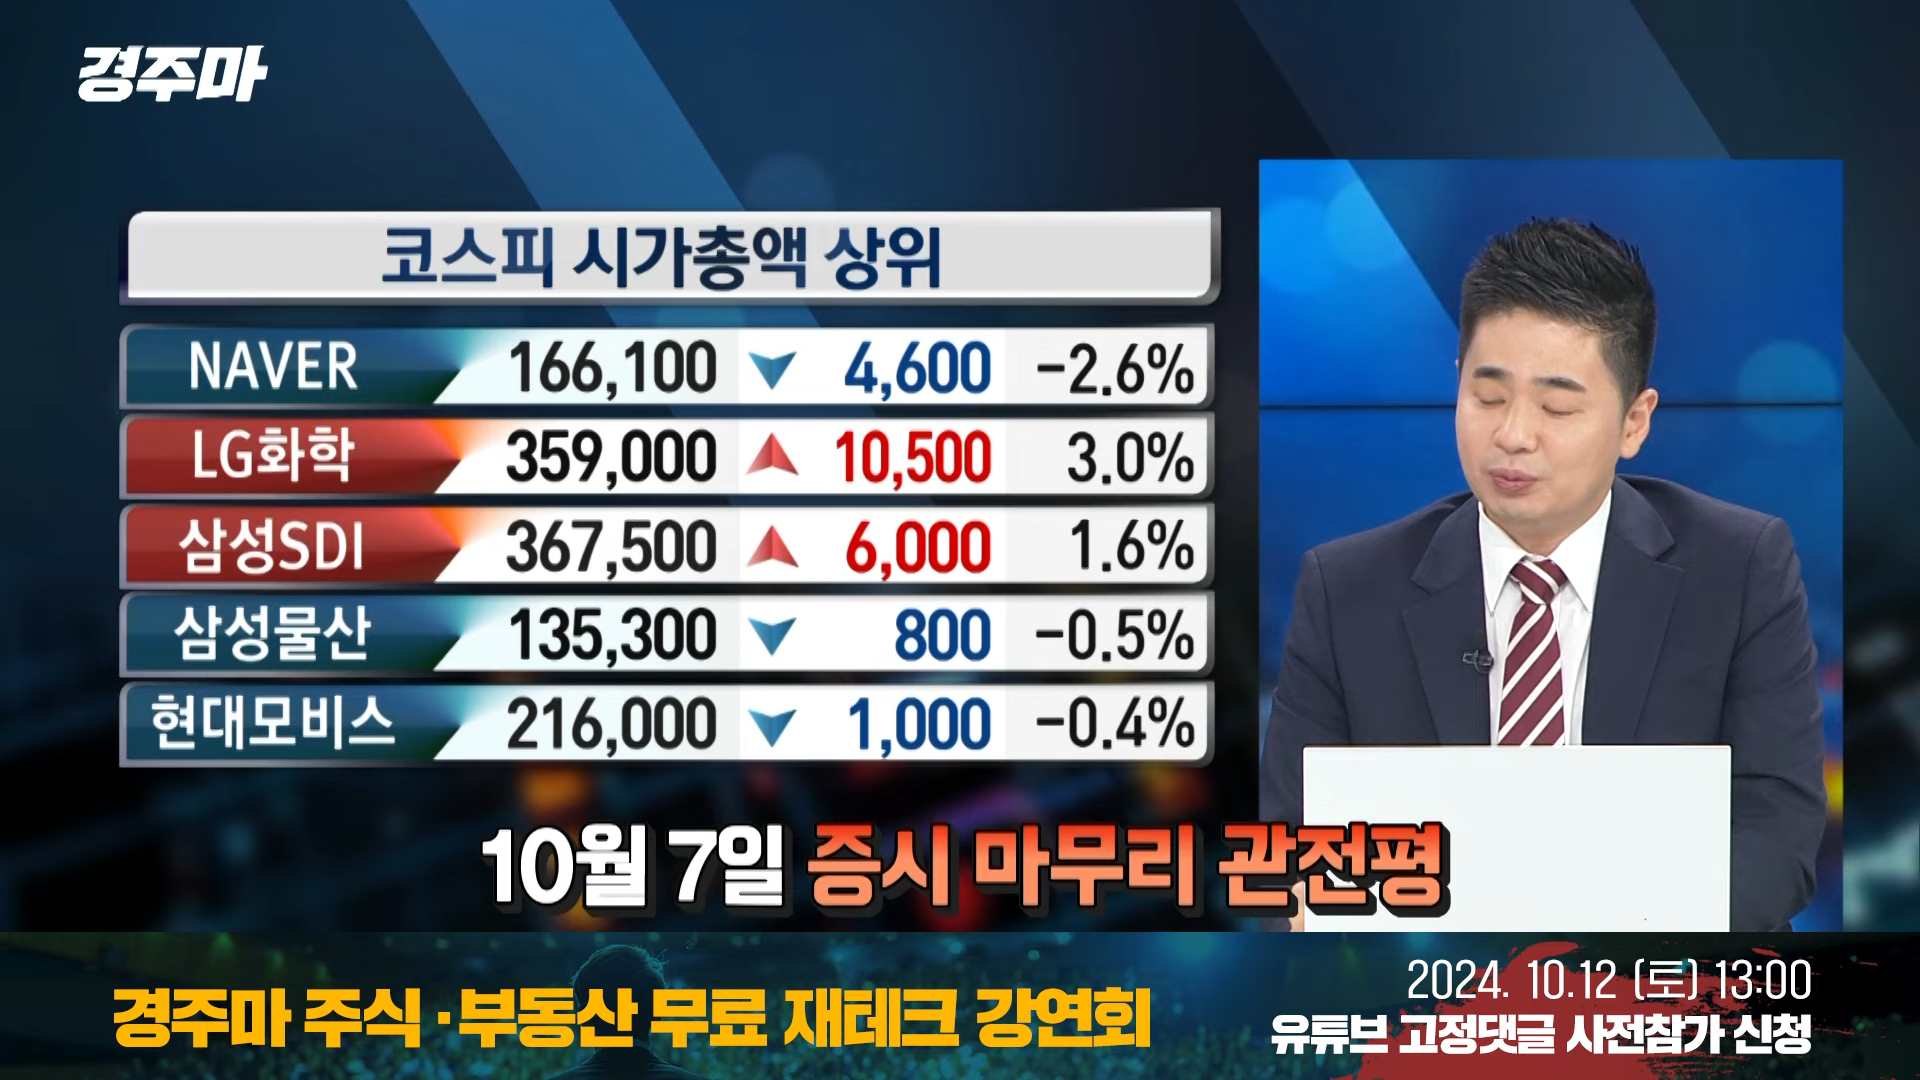 경주마
코스피 시가총액 상위
NAVER 166,100 ▼ 4,600 -2.6%
LG화학 359,000 ▲ 10,500 3.0%
삼성SDI 367,500 ▲ 6,000 1.6%
삼성물산 135,300 ▼ 800 -0.5%
현대모비스 216,000 ▼ 1,000 -0.4%
10월 7일 증시 마무리 관전평
경주마 주식·부동산 무료 재테크 강연회
2024. 10.12 (토) 13:00
유튜브 고정댓글 사전참가 신청